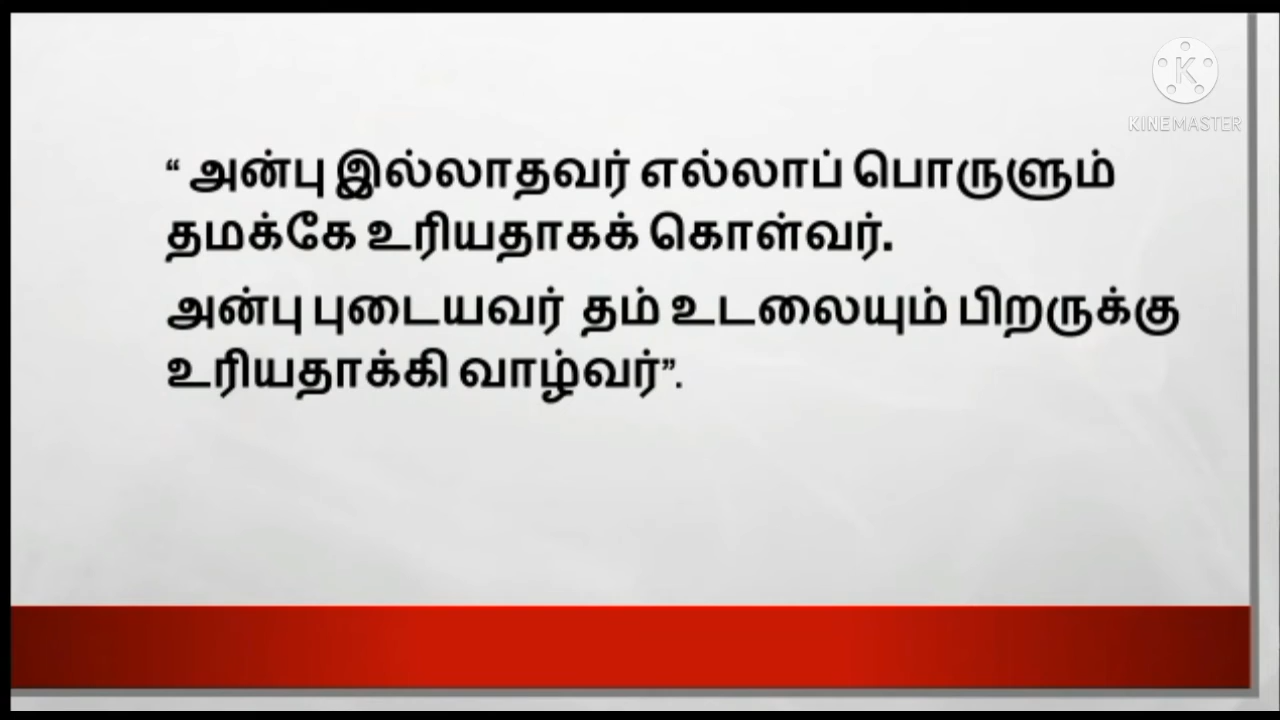 KINEMASTER
“ அன்பு இல்லாதவர் எல்லாப் பொருளும்
தமக்கே உரியதாகக் கொள்வர்.
அன்பு புடையவர் தம் உடலையும் பிறருக்கு
உரியதாக்கி வாழ்வர்”.